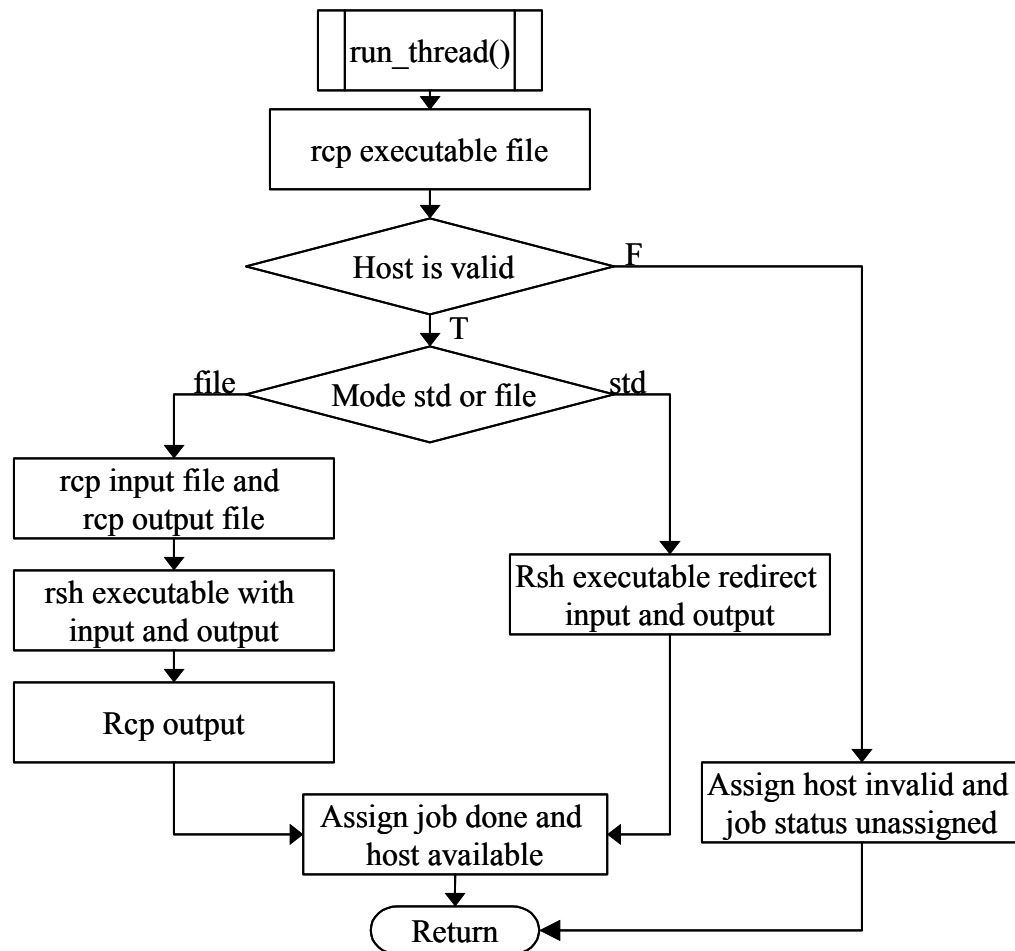 run_thread()
rcp executable file
Host is valid
F
T
Mode std or file
file
std
rcp input file and
rcp output file
rsh executable with
input and output
Rsh executable redirect
input and output
Rcp output
Assign host invalid and
job status unassigned
Assign job done and
host available
Return